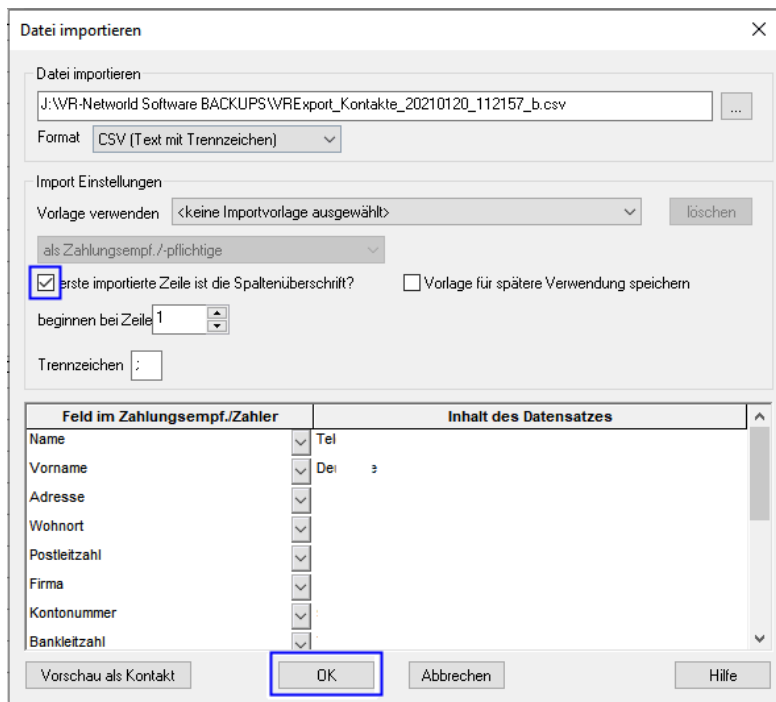 Datei importieren
Datei importieren
J:\VR-Networld Software BACKUPS\VRExport_Kontakte_20210120_112157_b.csv
...
Format CSV (Text mit Trennzeichen)
Import Einstellungen
Vorlage verwenden <keine Importvorlage ausgewählt> löschen
als Zahlungsempf./-pflichtige
erste importierte Zeile ist die Spaltenüberschrift? Vorlage für spätere Verwendung speichern
beginnen bei Zeile 1
Trennzeichen ;
Feld im Zahlungsempf./Zahler Inhalt des Datensatzes
Name
Vorname
Adresse
Wohnort
Postleitzahl
Firma
Kontonummer
Bankleitzahl
Vorschau als Kontakt OK Abbrechen Hilfe